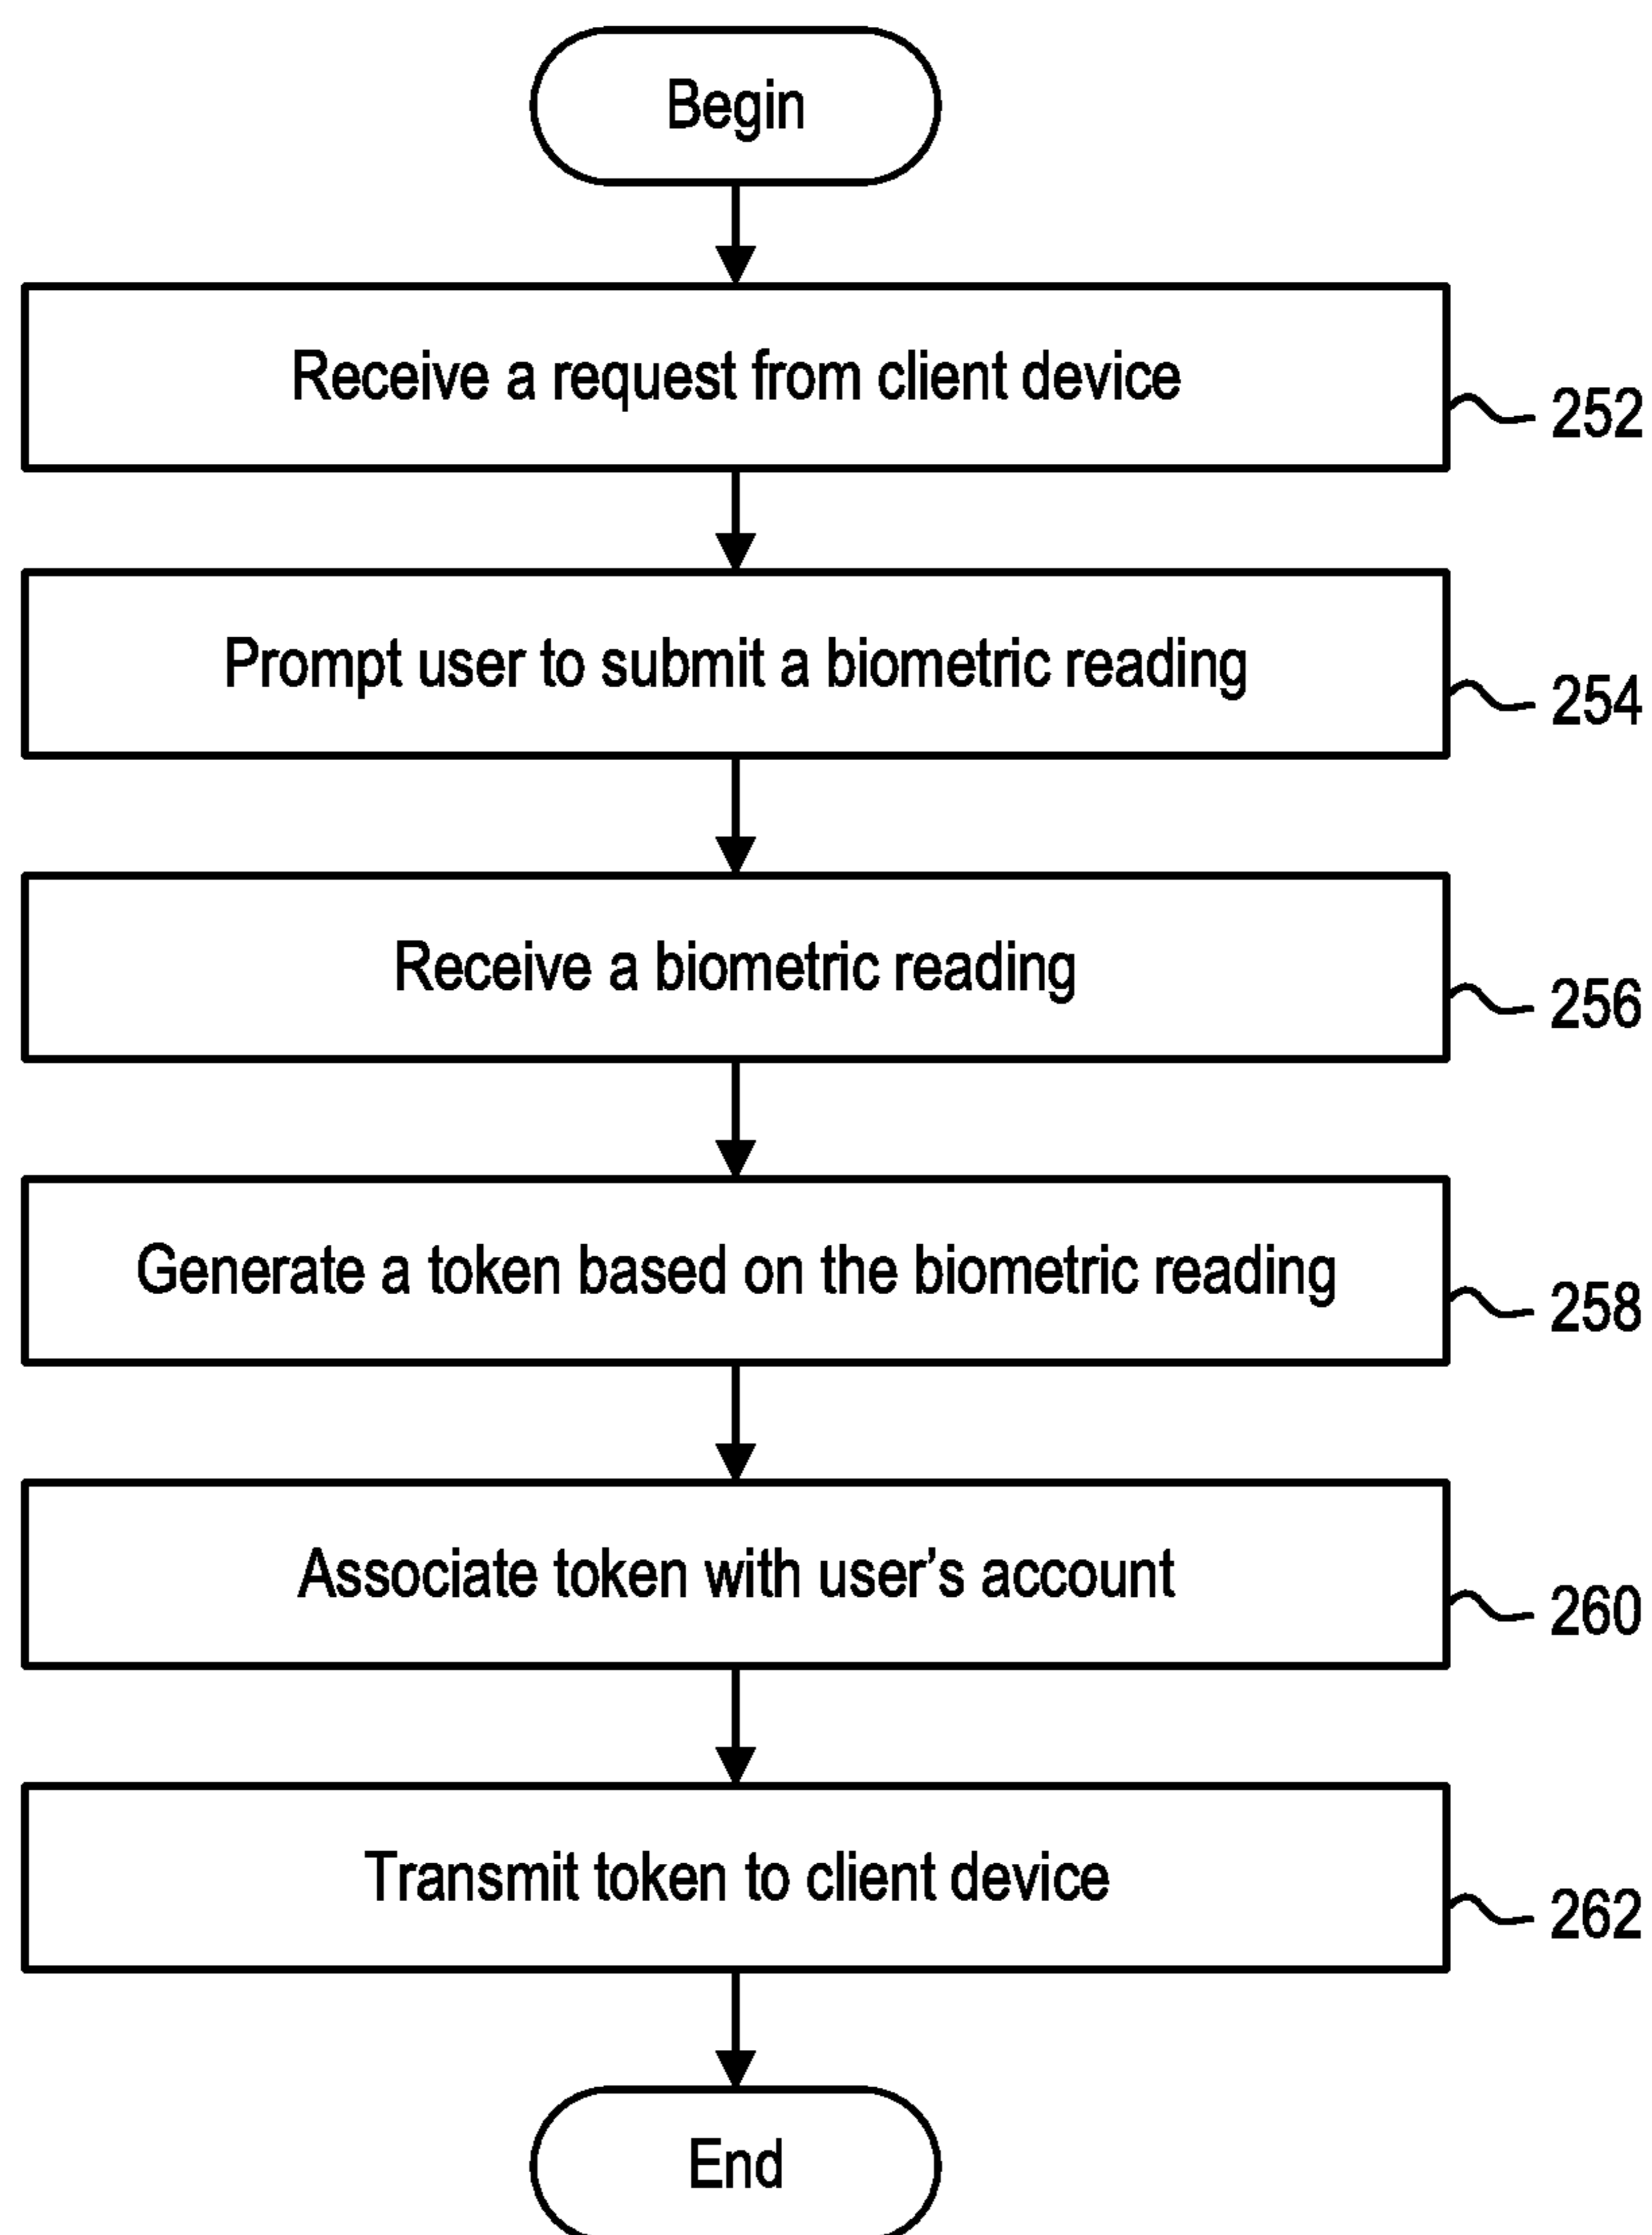 Begin
Receive a request from client device
252
Prompt user to submit a biometric reading
254
Receive a biometric reading
256
Generate a token based on the biometric reading
258
Associate token with user’s account
260
Transmit token to client device
262
End